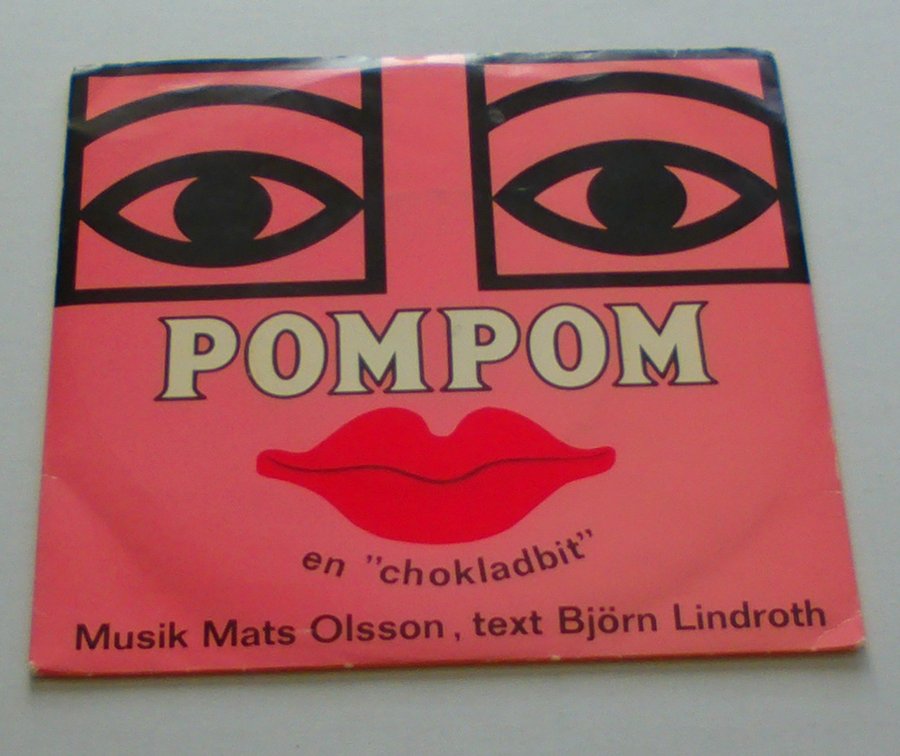 POMPOM
en "chokladbit"
Musik Mats Olsson, text Björn Lindroth